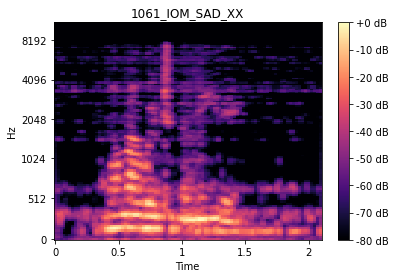 1061_IOM_SAD_XX
Hz
8192
4096
2048
1024
512
0
0
0.5
1
1.5
2
Time
+0 dB
-10 dB
-20 dB
-30 dB
-40 dB
-50 dB
-60 dB
-70 dB
-80 dB